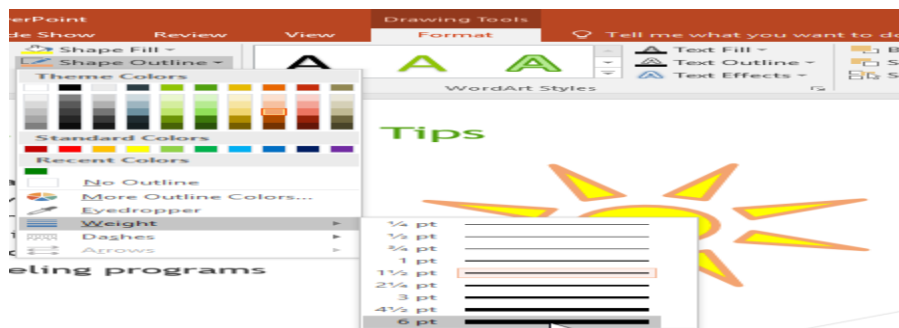 erPoint
Drawing Tools
de Show
Review
View
Format
Tell me what you want to do
Shape Fill
Shape Outline
A
A
A
Text Fill
Text Outline
Text Effects
WordArt Styles
Theme Colors
Standard Colors
Recent Colors
No Outline
More Outline Colors...
Eyedropper
Weight
Dashes
Arrows
Tips
eling programs
¼ pt
½ pt
¾ pt
1 pt
1½ pt
2¼ pt
3 pt
4½ pt
6 pt